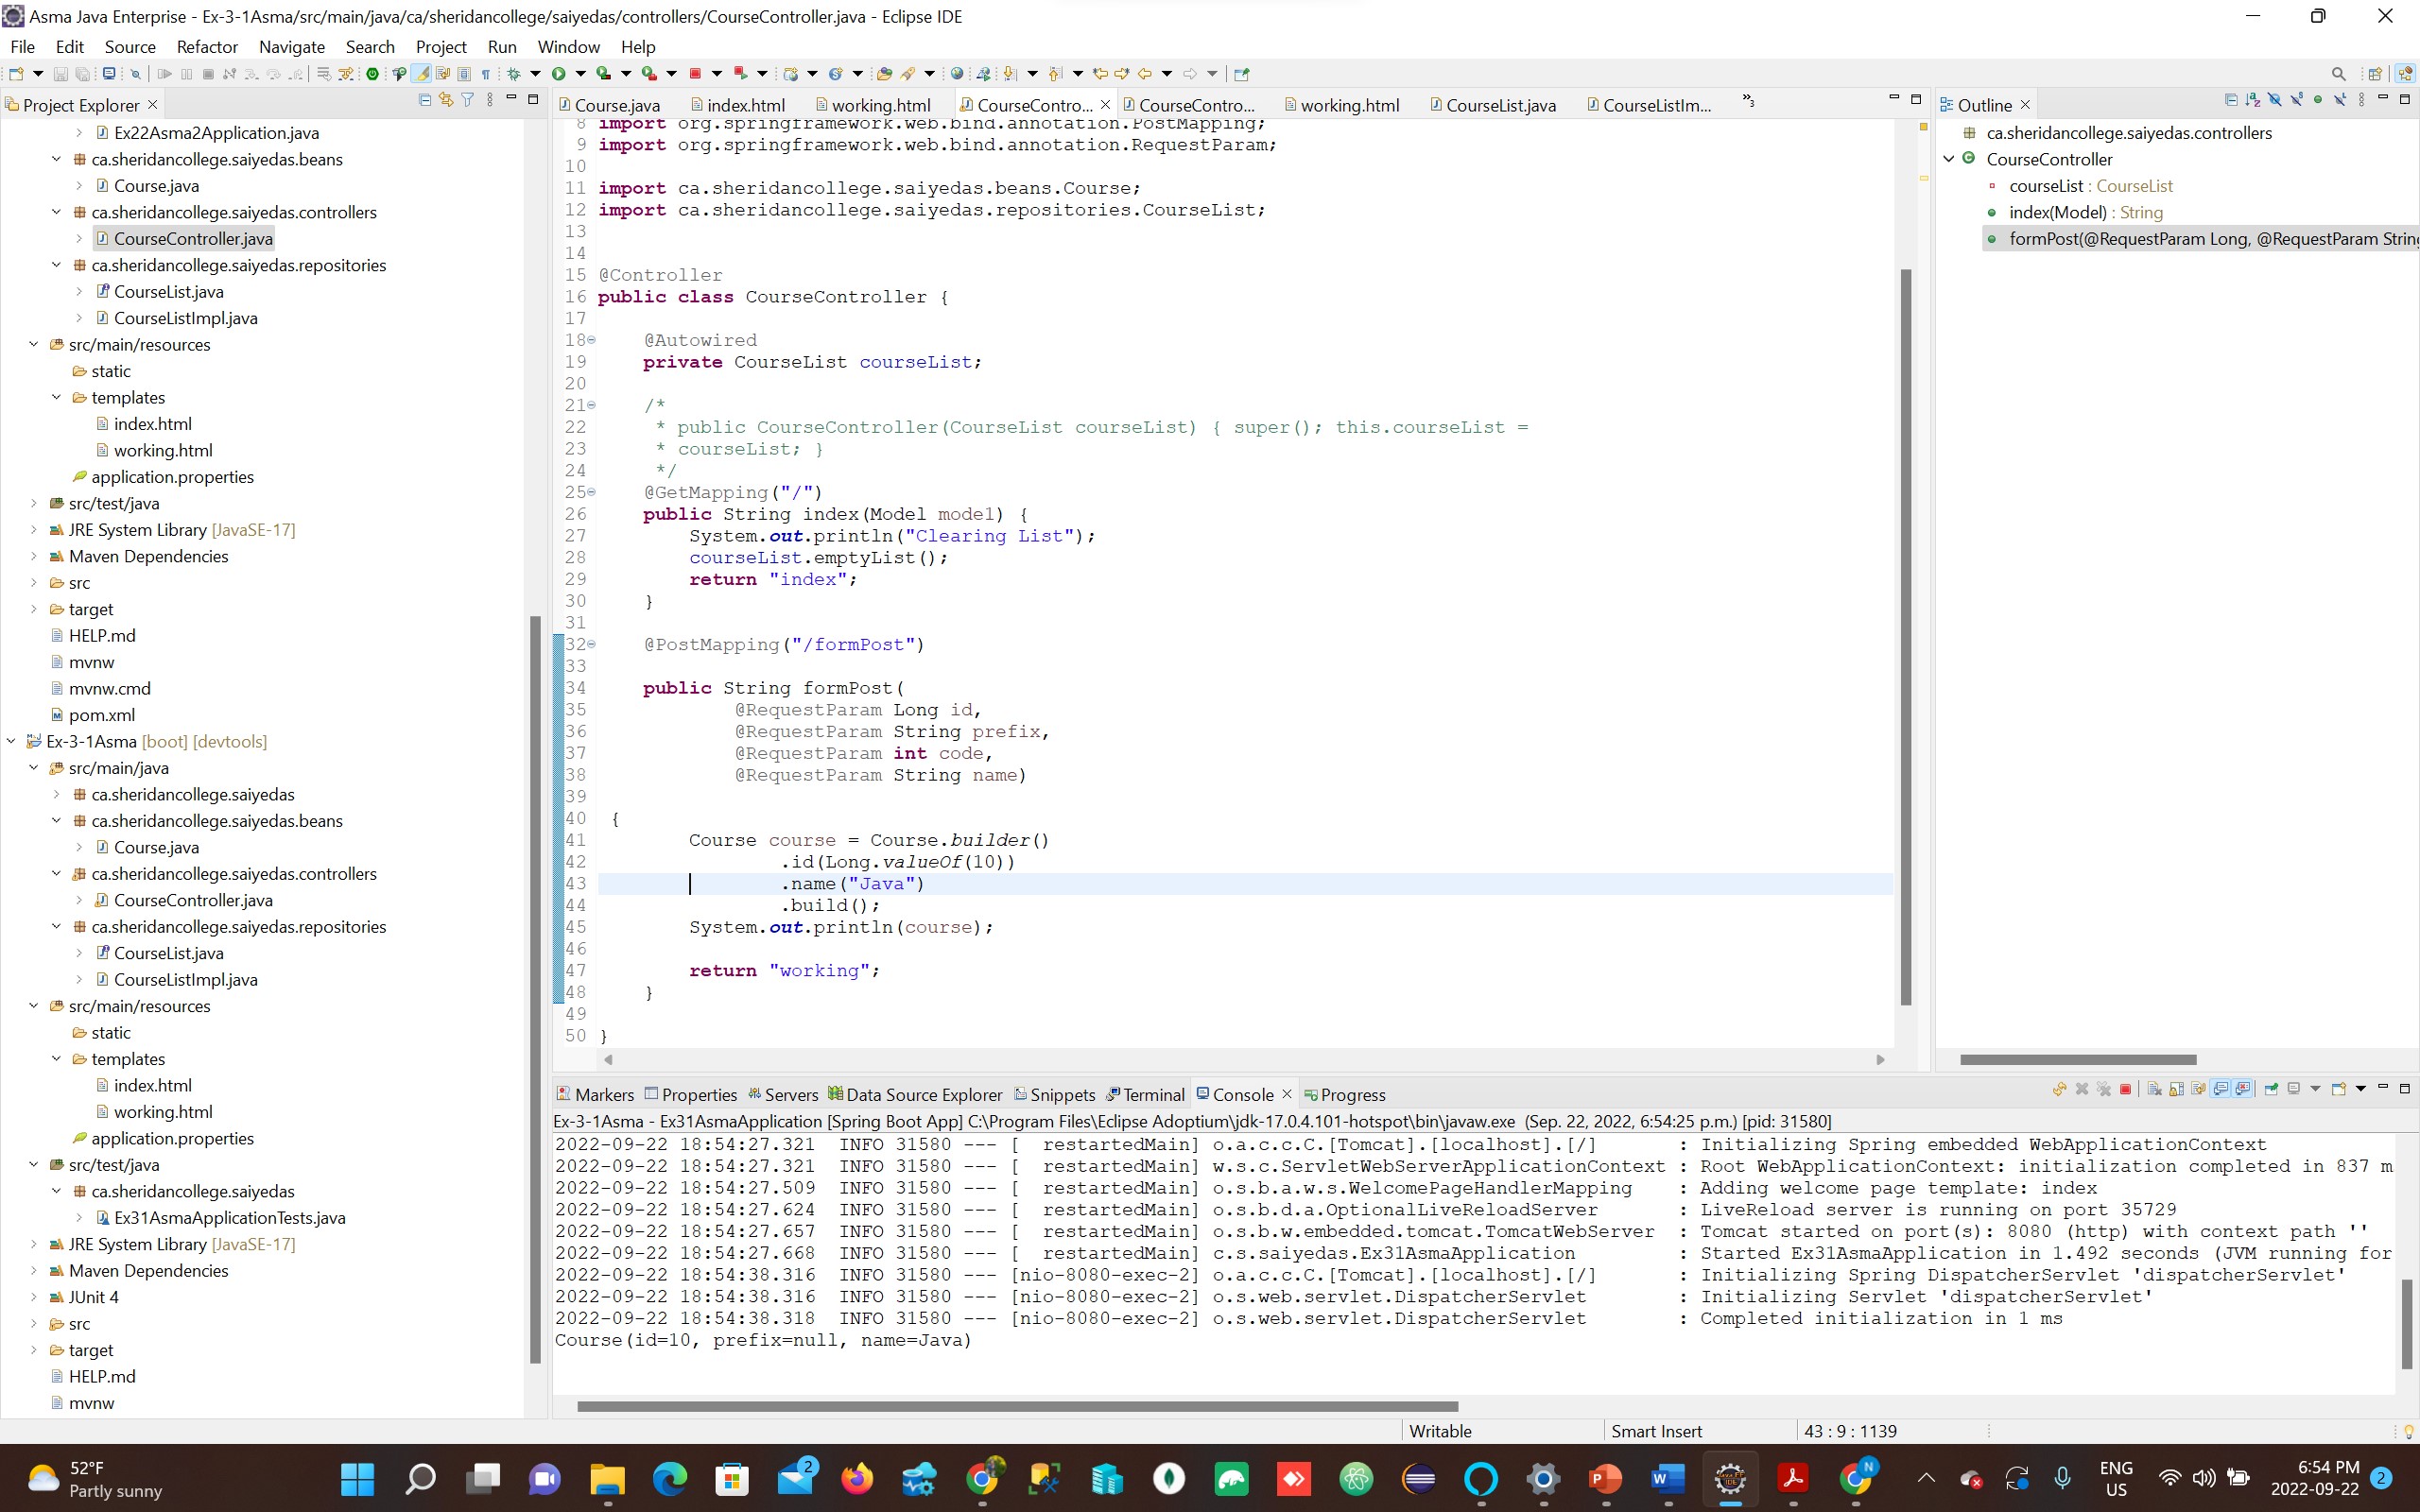 Asma Java Enterprise - Ex-3-1Asma/src/main/java/ca/sheridancollege/saiyedas/controllers/CourseController.java - Eclipse IDE
File Edit Source Refactor Navigate Search Project Run Window Help
Project Explorer
Ex22Asma2Application.java
ca.sheridancollege.saiyedas.beans
Course.java
ca.sheridancollege.saiyedas.controllers
CourseController.java
ca.sheridancollege.saiyedas.repositories
CourseList.java
CourseListImpl.java
src/main/resources
static
templates
index.html
working.html
application.properties
src/test/java
JRE System Library [JavaSE-17]
Maven Dependencies
src
target
HELP.md
mvnw
mvnw.cmd
pom.xml
Ex-3-1Asma [boot] [devtools]
src/main/java
ca.sheridancollege.saiyedas
ca.sheridancollege.saiyedas.beans
Course.java
ca.sheridancollege.saiyedas.controllers
CourseController.java
ca.sheridancollege.saiyedas.repositories
CourseList.java
CourseListImpl.java
src/main/resources
static
templates
index.html
working.html
application.properties
src/test/java
ca.sheridancollege.saiyedas
Ex31AsmaApplicationTests.java
JRE System Library [JavaSE-17]
Maven Dependencies
JUnit 4
src
target
HELP.md
mvnw
Course.java index.html working.html CourseContro... CourseContro... working.html CourseList.java CourseListIm... »3
8 import org.springframework.web.bind.annotation.PostMapping;
9 import org.springframework.web.bind.annotation.RequestParam;
10
11 import ca.sheridancollege.saiyedas.beans.Course;
12 import ca.sheridancollege.saiyedas.repositories.CourseList;
13
14
15 @Controller
16 public class CourseController {
17
18 @Autowired
19 private CourseList courseList;
20
21 /*
22 * public CourseController(CourseList courseList) { super(); this.courseList =
23 * courseList; }
24 */
25 @GetMapping("/")
26 public String index(Model mode1) {
27 System.out.println("Clearing List");
28 courseList.emptyList();
29 return "index";
30 }
31
32 @PostMapping("/formPost")
33
34 public String formPost(
35 @RequestParam Long id,
36 @RequestParam String prefix,
37 @RequestParam int code,
38 @RequestParam String name)
39
40 {
41 Course course = Course.builder()
42 .id(Long.valueOf(10))
43 .name("Java")
44 .build();
45 System.out.println(course);
46
47 return "working";
48 }
49
50 }
Outline
ca.sheridancollege.saiyedas.controllers
CourseController
courseList : CourseList
index(Model) : String
formPost(@RequestParam Long, @RequestParam String
Markers Properties Servers Data Source Explorer Snippets Terminal Console Progress
Ex-3-1Asma - Ex31AsmaApplication [Spring Boot App] C:\Program Files\Eclipse Adoptium\jdk-17.0.4.101-hotspot\bin\javaw.exe (Sep. 22, 2022, 6:54:25 p.m.) [pid: 31580]
2022-09-22 18:54:27.321 INFO 31580 --- [ restartedMain] o.a.c.c.C.[Tomcat].[localhost].[/] : Initializing Spring embedded WebApplicationContext
2022-09-22 18:54:27.321 INFO 31580 --- [ restartedMain] w.s.c.ServletWebServerApplicationContext : Root WebApplicationContext: initialization completed in 837 m
2022-09-22 18:54:27.509 INFO 31580 --- [ restartedMain] o.s.b.a.w.s.WelcomePageHandlerMapping : Adding welcome page template: index
2022-09-22 18:54:27.624 INFO 31580 --- [ restartedMain] o.s.b.d.a.OptionalLiveReloadServer : LiveReload server is running on port 35729
2022-09-22 18:54:27.657 INFO 31580 --- [ restartedMain] o.s.b.w.embedded.tomcat.TomcatWebServer : Tomcat started on port(s): 8080 (http) with context path ''
2022-09-22 18:54:27.668 INFO 31580 --- [ restartedMain] c.s.saiyedas.Ex31AsmaApplication : Started Ex31AsmaApplication in 1.492 seconds (JVM running for
2022-09-22 18:54:38.316 INFO 31580 --- [nio-8080-exec-2] o.a.c.c.C.[Tomcat].[localhost].[/] : Initializing Spring DispatcherServlet 'dispatcherServlet'
2022-09-22 18:54:38.316 INFO 31580 --- [nio-8080-exec-2] o.s.web.servlet.DispatcherServlet : Initializing Servlet 'dispatcherServlet'
2022-09-22 18:54:38.318 INFO 31580 --- [nio-8080-exec-2] o.s.web.servlet.DispatcherServlet : Completed initialization in 1 ms
Course(id=10, prefix=null, name=Java)
Writable Smart Insert 43 : 9 : 1139
52°F
Partly sunny
2
N
ENG
US
6:54 PM
2022-09-22
2